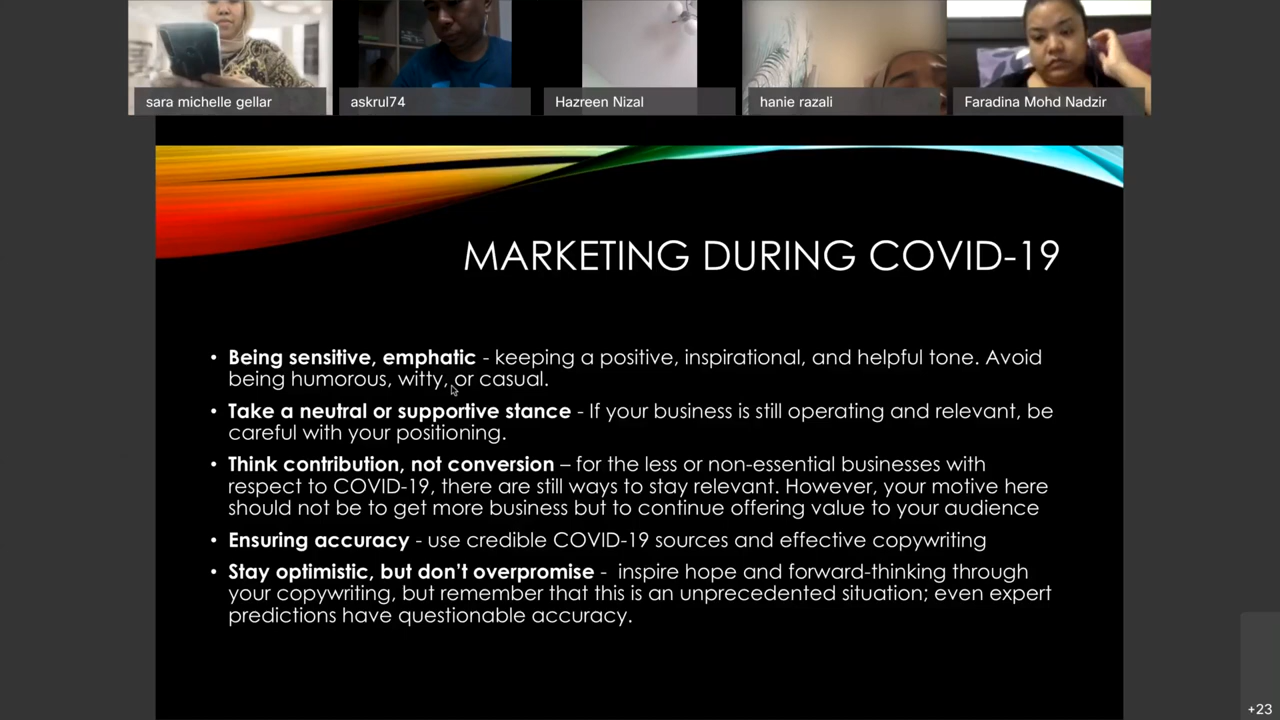 sara michelle gellar
askrul74
Hazreen Nizal
hanie razali
Faradina Mohd Nadzir
MARKETING DURING COVID-19
• Being sensitive, emphatic - keeping a positive, inspirational, and helpful tone. Avoid
being humorous, witty, or casual.
• Take a neutral or supportive stance - If your business is still operating and relevant, be
careful with your positioning.
• Think contribution, not conversion – for the less or non-essential businesses with
respect to COVID-19, there are still ways to stay relevant. However, your motive here
should not be to get more business but to continue offering value to your audience
• Ensuring accuracy - use credible COVID-19 sources and effective copywriting
• Stay optimistic, but don't overpromise - inspire hope and forward-thinking through
your copywriting, but remember that this is an unprecedented situation; even expert
predictions have questionable accuracy.
+23